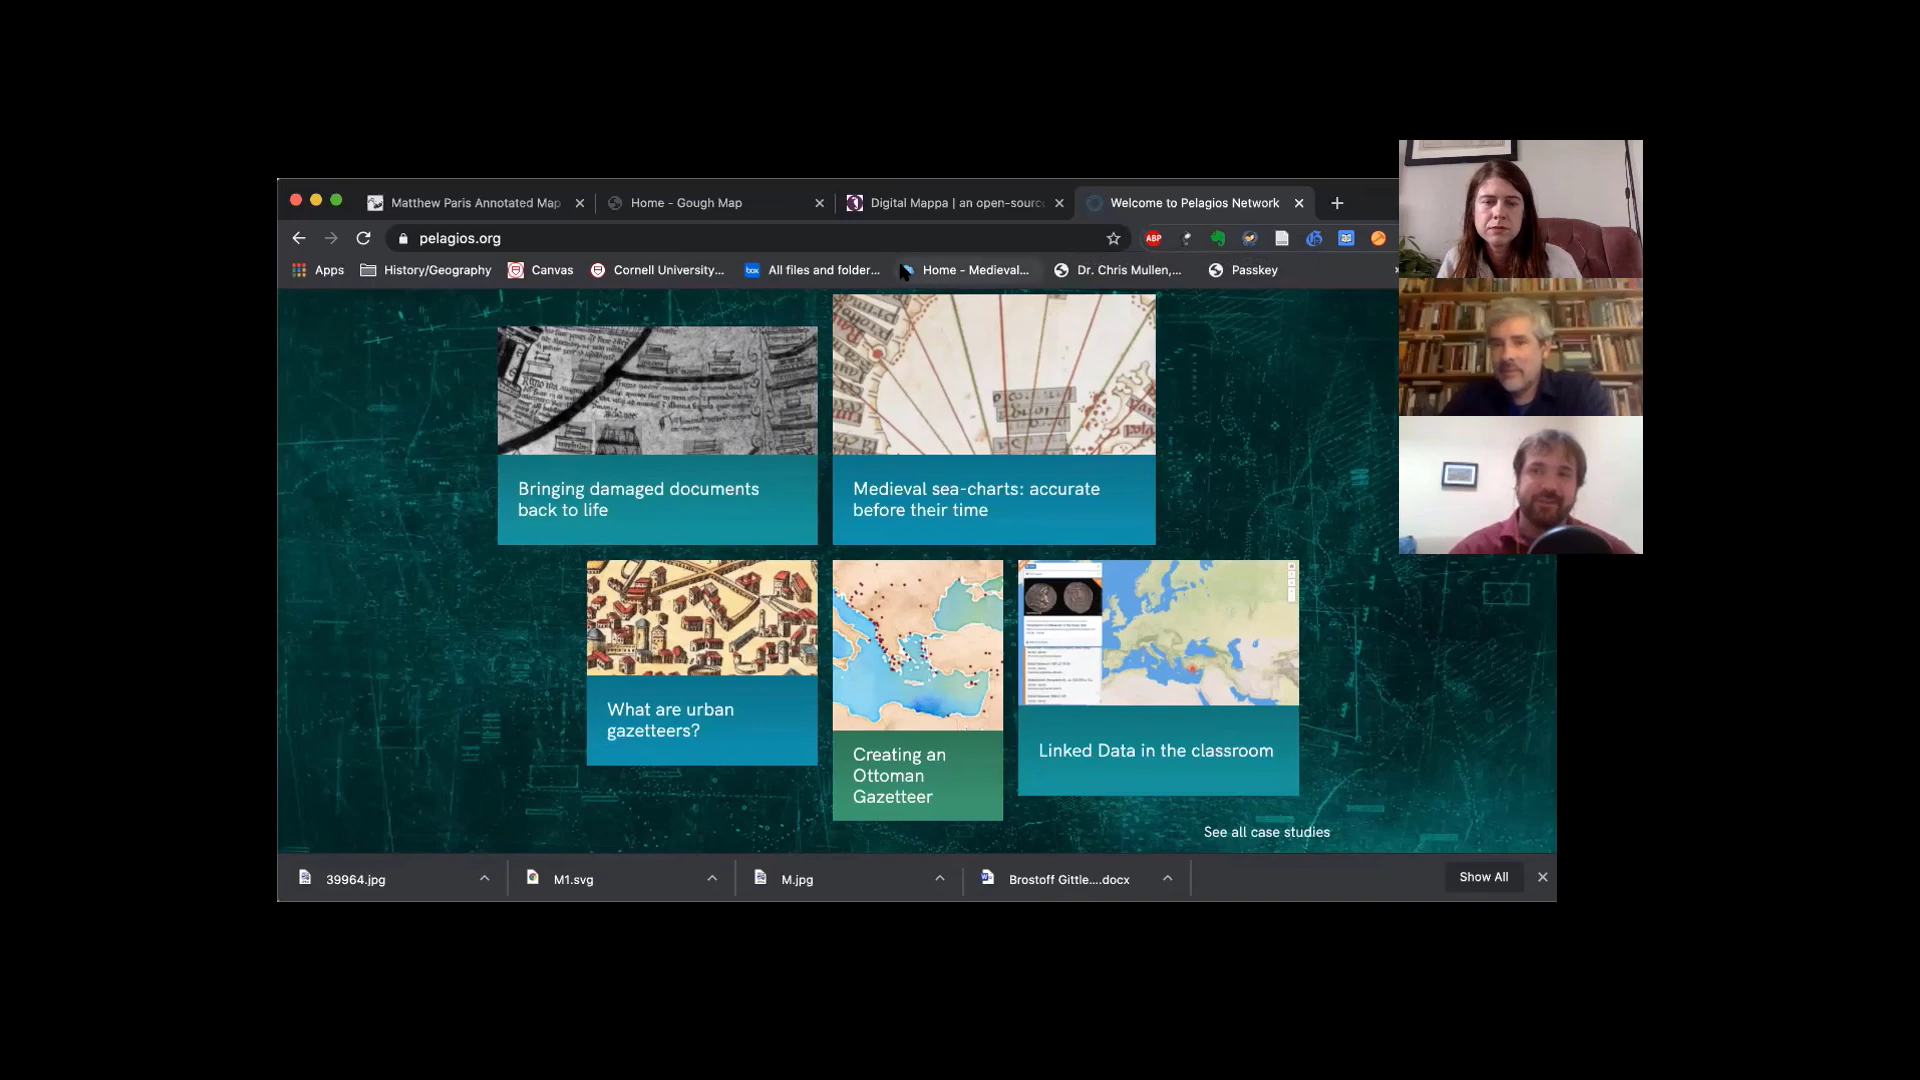 Matthew Paris Annotated Map
Home - Gough Map
Digital Mappa | an open-sourc
Welcome to Pelagios Network
pelagios.org
ABP
Apps
History/Geography
Canvas
Cornell University...
box
All files and folder...
Home - Medieval...
Dr. Chris Mullen,...
Passkey
Bringing damaged documents
back to life
Medieval sea-charts: accurate
before their time
What are urban
gazetteers?
Creating an
Ottoman
Gazetteer
Linked Data in the classroom
See all case studies
39964.jpg
M1.svg
M.jpg
Brostoff Gittle....docx
Show All